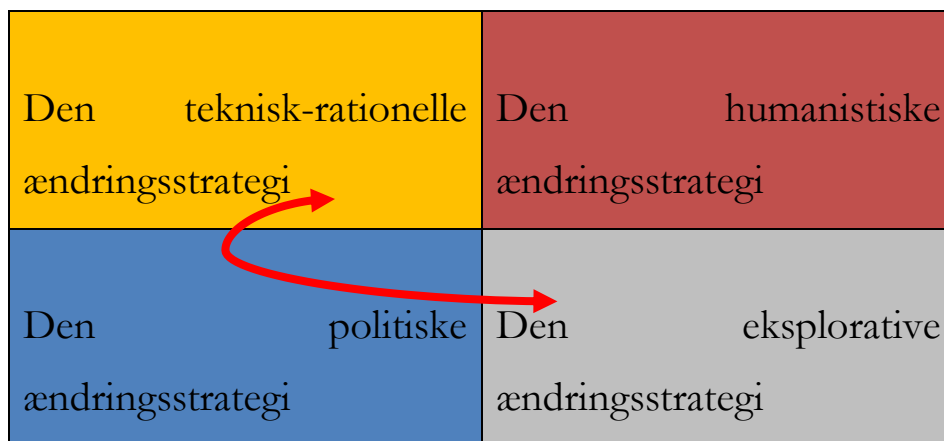 Den teknisk-rationelle
ændringsstrategi
Den humanistiske
ændringsstrategi
Den politiske
ændringsstrategi
Den eksplorative
ændringsstrategi